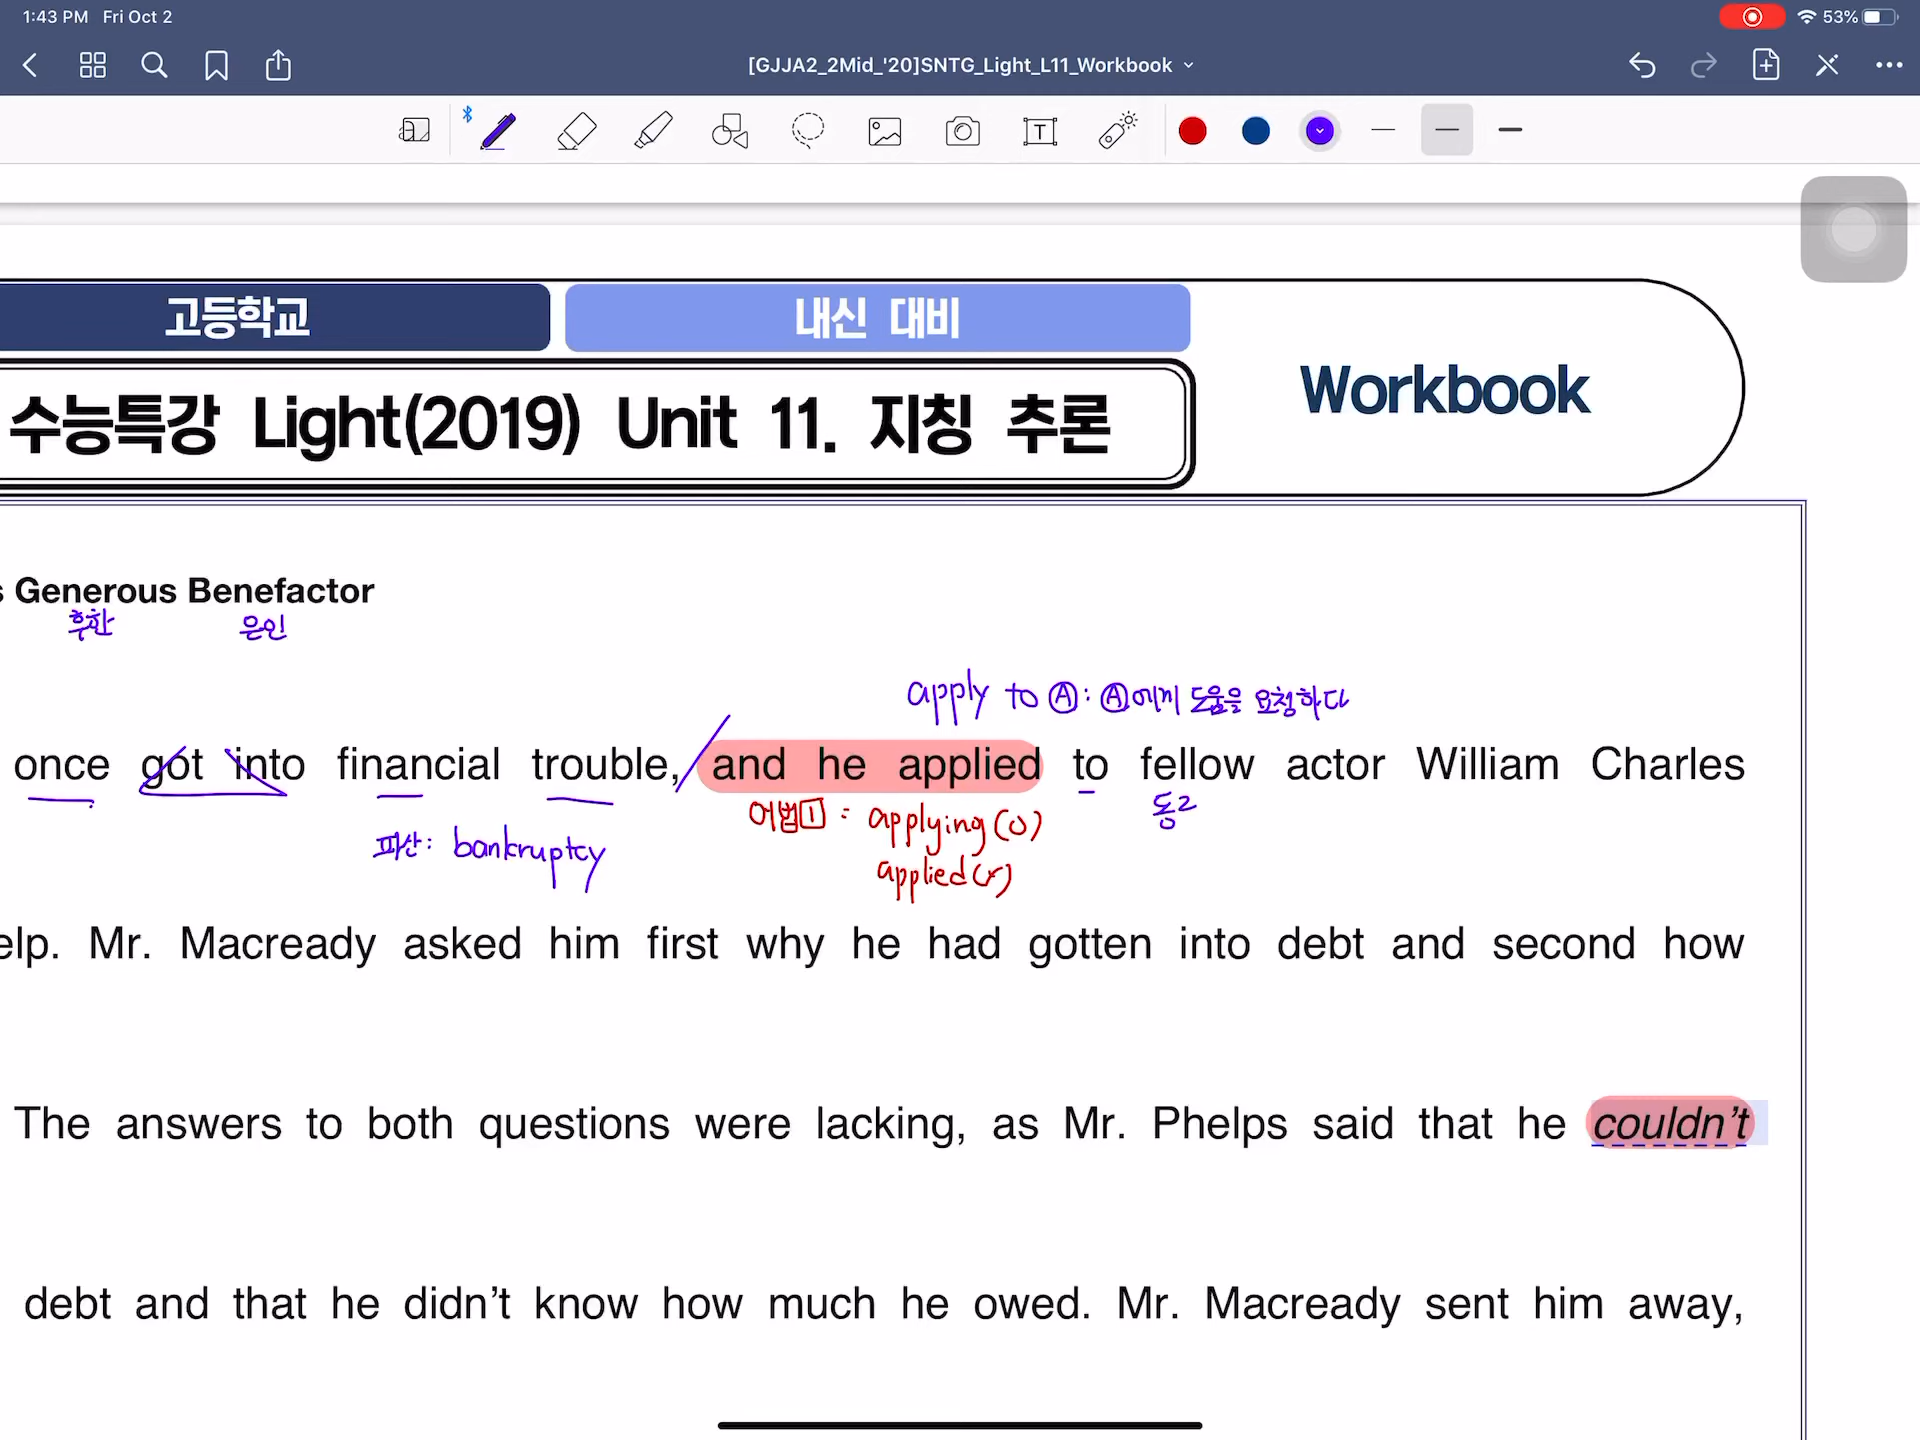 1:43 PM Fri Oct 2
53%
[GJJA2_2Mid_'20]SNTG_Light_L11_Workbook
고등학교
내신 대비
수능특강 Light(2019) Unit 11. 지칭 추론
Workbook
s Generous Benefactor
후한 은인
apply to Ⓐ: Ⓐ에게 도움을 요청하다
once got into financial trouble, and he applied to fellow actor William Charles
어법1 : applying(O) 동료
파산: bankruptcy
applied(X)
elp. Mr. Macready asked him first why he had gotten into debt and second how
The answers to both questions were lacking, as Mr. Phelps said that he couldn't
debt and that he didn't know how much he owed. Mr. Macready sent him away,